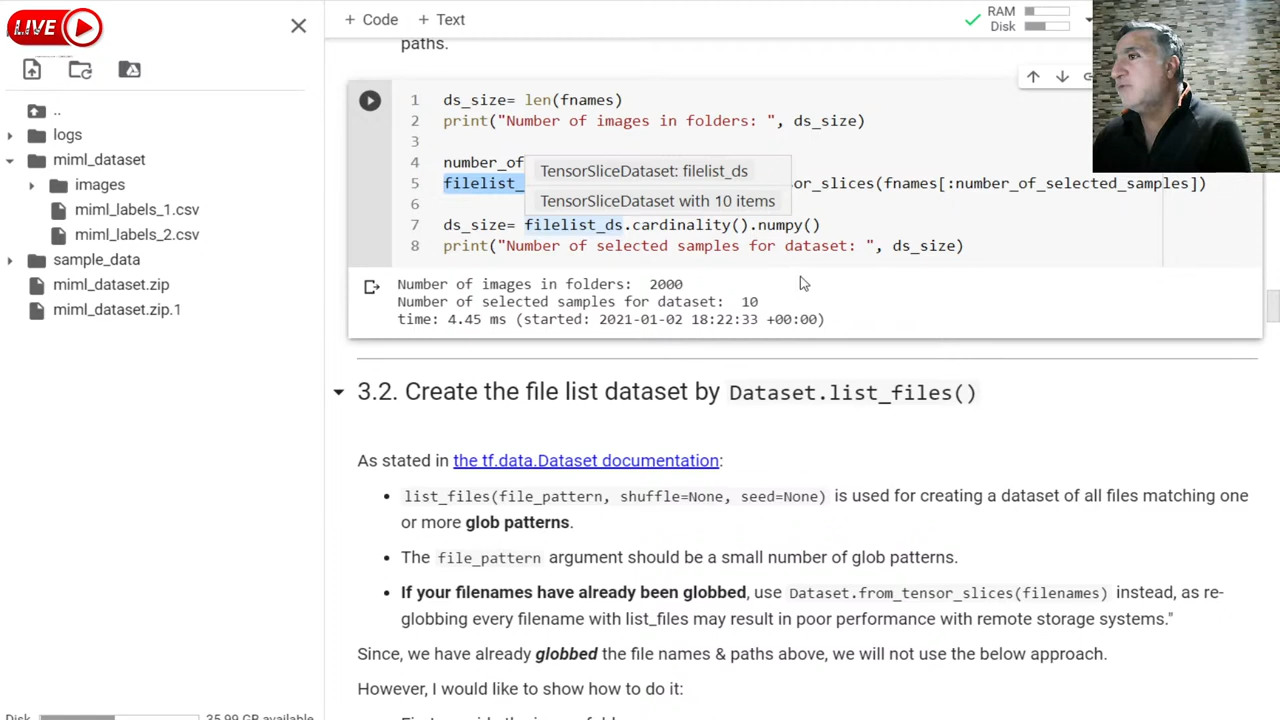 LIVE
+ Code + Text
RAM
Disk
paths.
..
logs
miml_dataset
images
miml_labels_1.csv
miml_labels_2.csv
sample_data
miml_dataset.zip
miml_dataset.zip.1
1 ds_size= len(fnames)
2 print("Number of images in folders: ", ds_size)
3
4 number_of
TensorSliceDataset: filelist_ds
5 filelist_ r_slices(fnames[:number_of_selected_samples])
TensorSliceDataset with 10 items
6
7 ds_size= filelist_ds.cardinality().numpy()
8 print("Number of selected samples for dataset: ", ds_size)
Number of images in folders: 2000
Number of selected samples for dataset: 10
time: 4.45 ms (started: 2021-01-02 18:22:33 +00:00)
3.2. Create the file list dataset by Dataset.list_files()
As stated in the tf.data.Dataset documentation:
• list_files(file_pattern, shuffle=None, seed=None) is used for creating a dataset of all files matching one
or more glob patterns.
• The file_pattern argument should be a small number of glob patterns.
• If your filenames have already been globbed, use Dataset.from_tensor_slices(filenames) instead, as re-
globbing every filename with list_files may result in poor performance with remote storage systems."
Since, we have already globbed the file names & paths above, we will not use the below approach.
However, I would like to show how to do it:
Disk 35.99 GB available